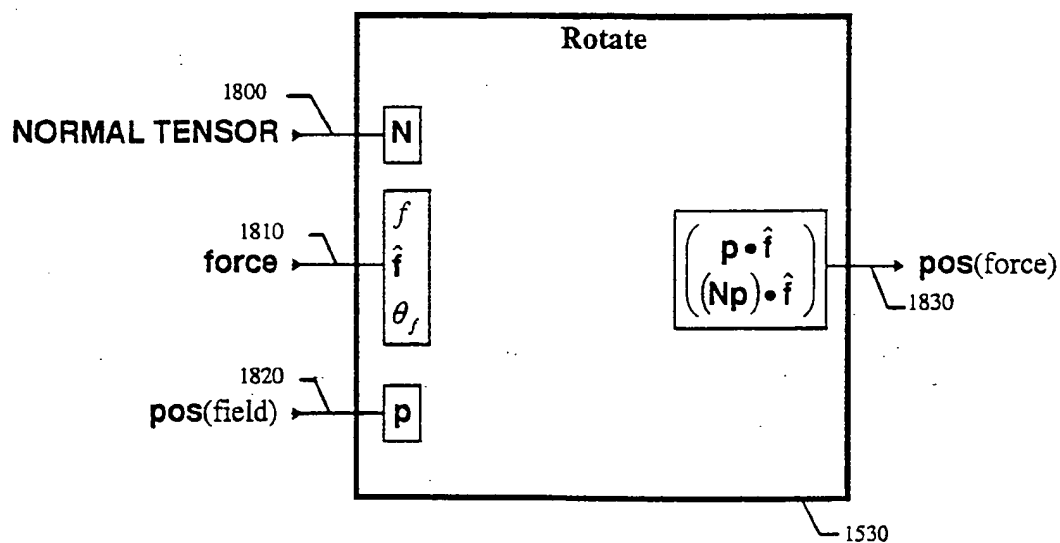 Rotate
1800
NORMAL TENSOR
N
1810
force
f
f̂
θ_f
1820
pos(field)
p
p • f̂
(Np) • f̂
pos(force)
1830
1530